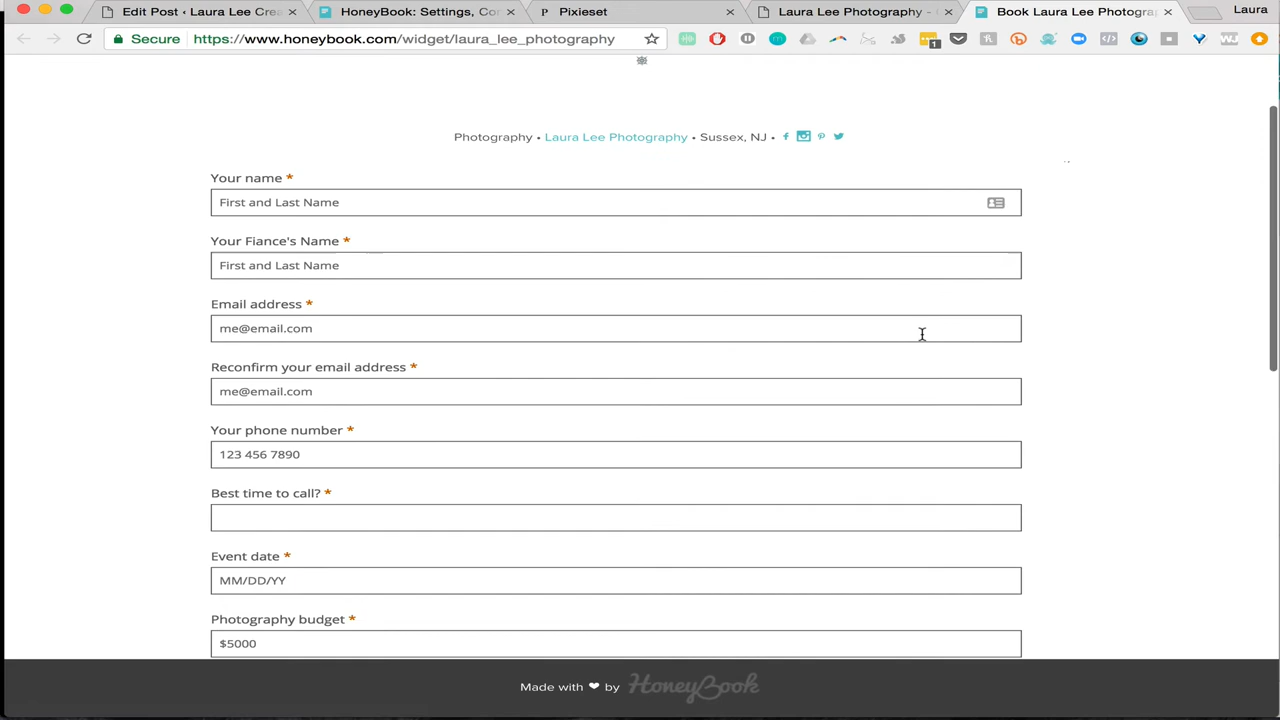 Edit Post ‹ Laura Lee Cre
HoneyBook: Settings, Co
Pixieset
Laura Lee Photography -
Book Laura Lee Photogra
Laura
Secure
https://www.honeybook.com/widget/laura_lee_photography
1
Photography • Laura Lee Photography • Sussex, NJ •
Your name *
First and Last Name
Your Fiance's Name *
First and Last Name
Email address *
me@email.com
Reconfirm your email address *
me@email.com
Your phone number *
123 456 7890
Best time to call? *
Event date *
MM/DD/YY
Photography budget *
$5000
Made with ❤ by HoneyBook